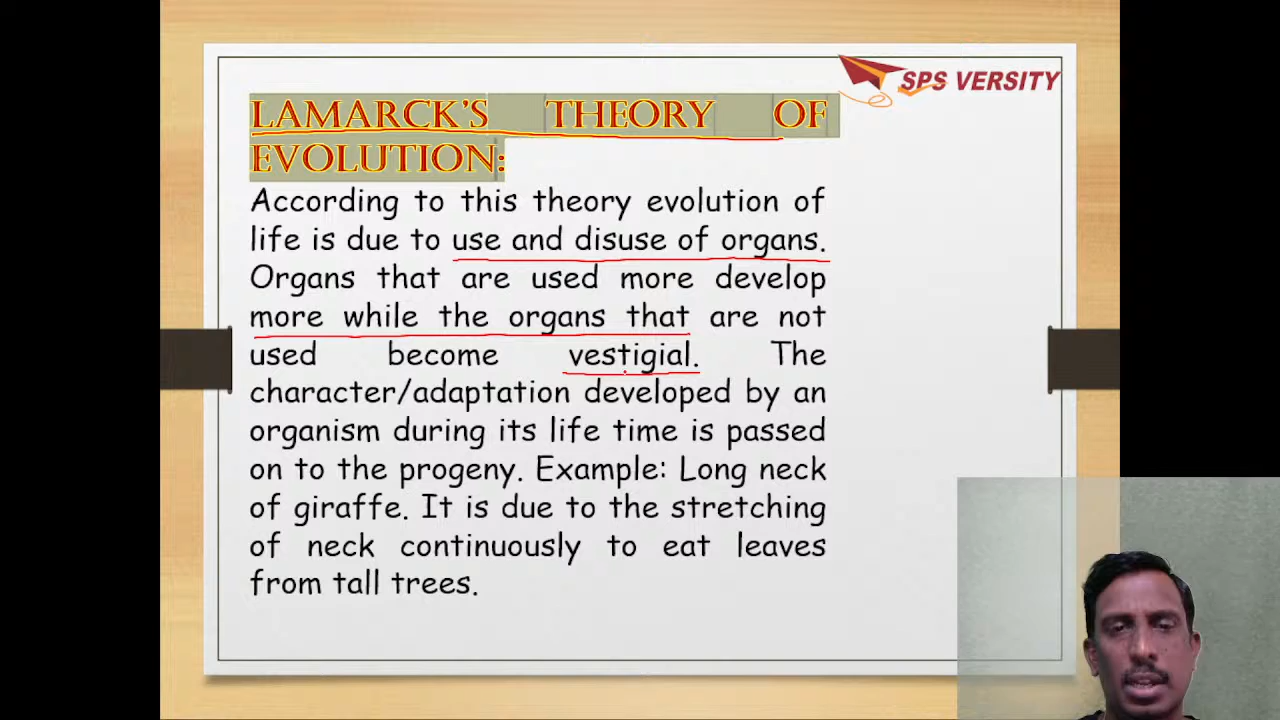 SPS VERSITY
LAMARCK'S THEORY OF
EVOLUTION:
According to this theory evolution of
life is due to use and disuse of organs.
Organs that are used more develop
more while the organs that are not
used become vestigial. The
character/adaptation developed by an
organism during its life time is passed
on to the progeny. Example: Long neck
of giraffe. It is due to the stretching
of neck continuously to eat leaves
from tall trees.